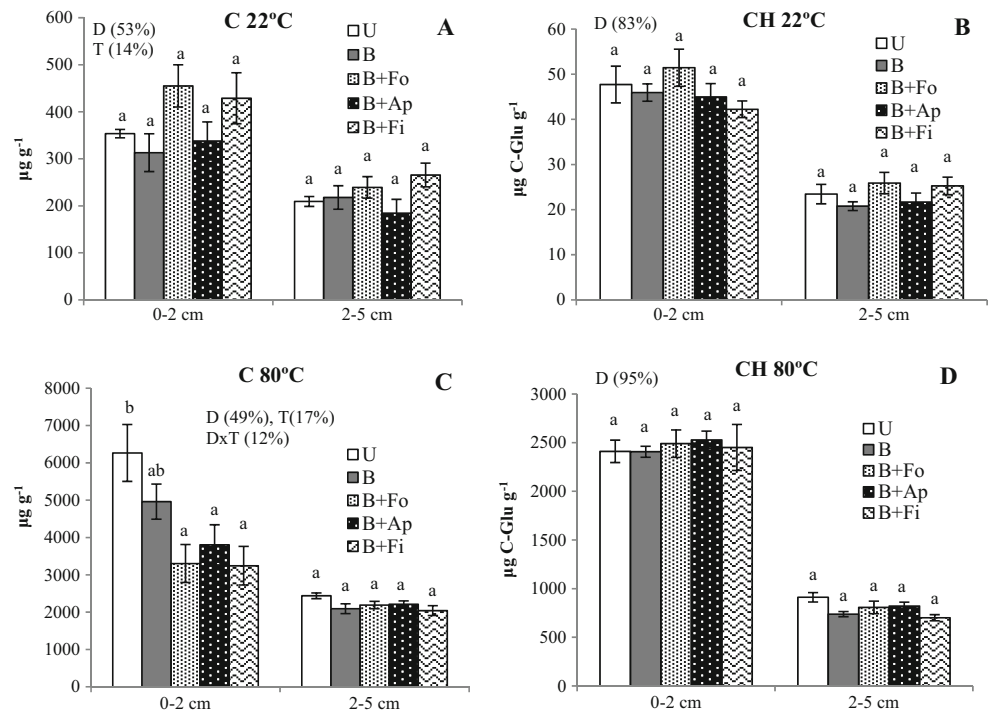 C 22ºC
A
D (53%)
T (14%)
U
B
B+Fo
B+Ap
B+Fi
µg g-1
600
500
400
300
200
100
0
a a a a a
a a a a a
0-2 cm 2-5 cm
CH 22ºC
B
D (83%)
U
B
B+Fo
B+Ap
B+Fi
µg C-Glu g-1
60
50
40
30
20
10
0
a a a a a
a a a a a
0-2 cm 2-5 cm
C 80ºC
C
D (49%), T(17%)
DxT (12%)
U
B
B+Fo
B+Ap
B+Fi
µg g-1
8000
7000
6000
5000
4000
3000
2000
1000
0
b ab a a a
a a a a a
0-2 cm 2-5 cm
CH 80ºC
D
D (95%)
U
B
B+Fo
B+Ap
B+Fi
µg C-Glu g-1
3000
2500
2000
1500
1000
500
0
a a a a a
a a a a a
0-2 cm 2-5 cm